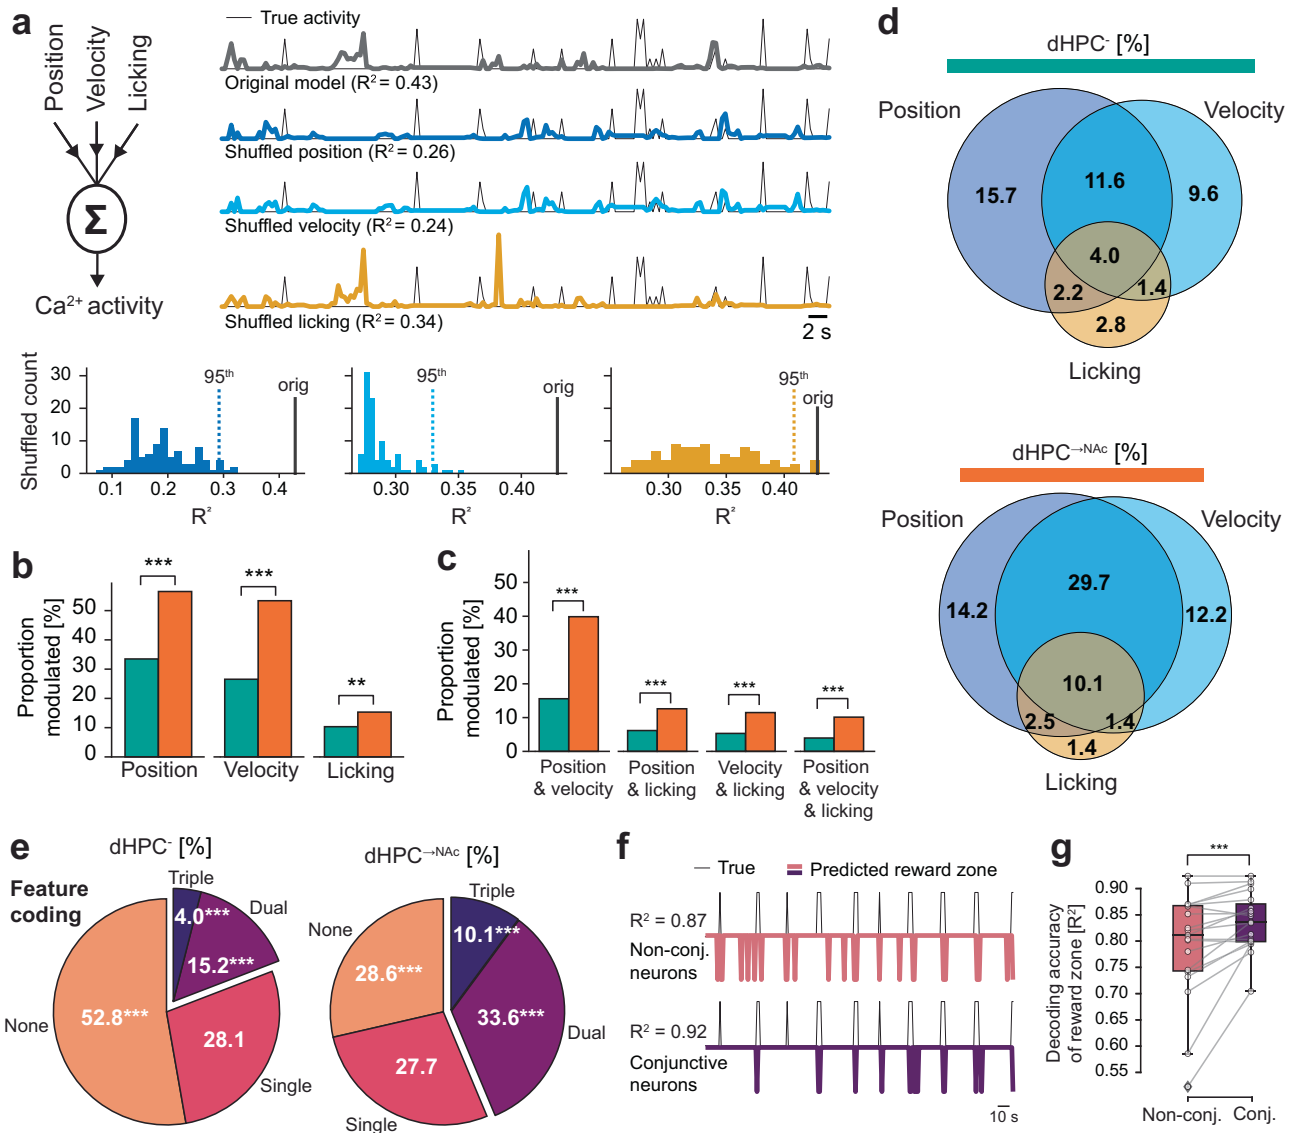 a
Position
Velocity
Licking
Σ
Ca²⁺ activity
True activity
Original model (R² = 0.43)
Shuffled position (R² = 0.26)
Shuffled velocity (R² = 0.24)
Shuffled licking (R² = 0.34)
2 s
Shuffled count
30
20
10
0
95th
orig
0.1 0.2 0.3 0.4
R²
95th
orig
0.30 0.35 0.40
R²
95th
orig
0.30 0.35 0.40
R²
b
Proportion
modulated [%]
50
40
30
20
10
0
***
***
**
Position
Velocity
Licking
c
Proportion
modulated [%]
50
40
30
20
10
0
***
***
***
***
Position
& velocity
Position
& licking
Velocity
& licking
Position
& velocity
& licking
d
dHPC⁻ [%]
Position
Velocity
15.7
11.6
9.6
4.0
2.2
1.4
2.8
Licking
dHPC→NAc [%]
Position
Velocity
14.2
29.7
12.2
10.1
2.5
1.4
1.4
Licking
e
Feature
coding
dHPC⁻ [%]
Triple
4.0***
Dual
15.2***
None
52.8***
28.1
Single
dHPC→NAc [%]
Triple
10.1***
None
28.6***
33.6***
Dual
27.7
Single
f
True
Predicted reward zone
R² = 0.87
Non-conj.
neurons
R² = 0.92
Conjunctive
neurons
10 s
g
***
Decoding accuracy
of reward zone [R²]
0.90
0.85
0.80
0.75
0.70
0.65
0.60
0.55
Non-conj. Conj.